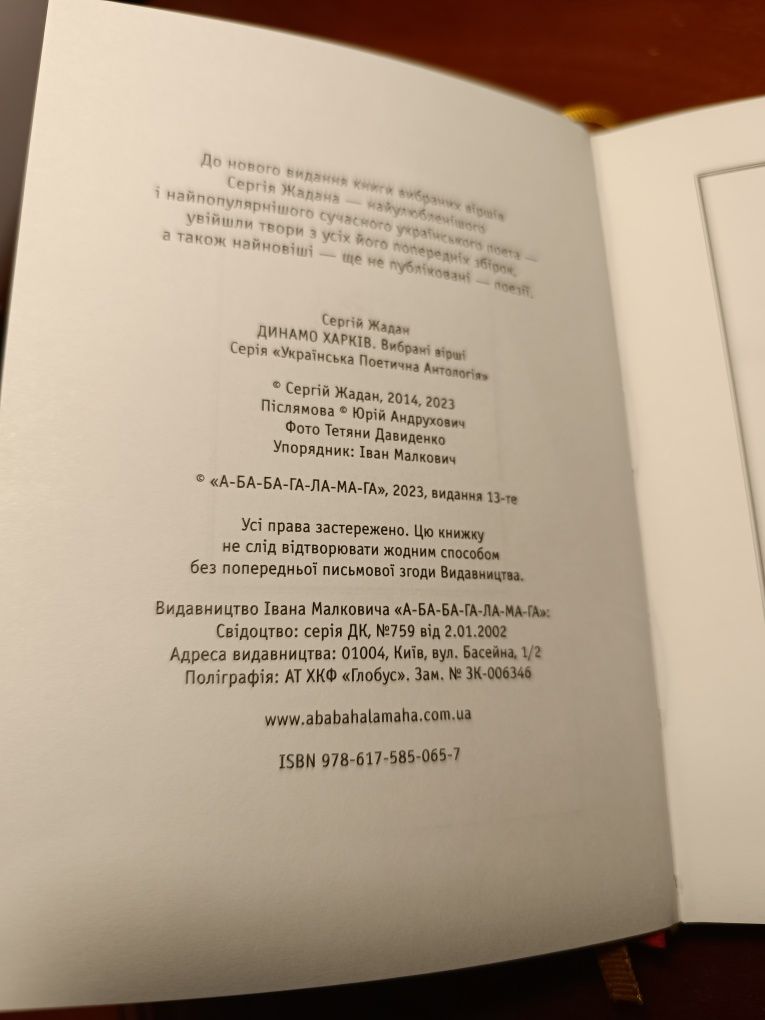 До нового видання книги вибраних віршів
Сергія Жадана — найулюбленішого
і найпопулярнішого сучасного українського поета —
увійшли твори з усіх його попередніх збірок,
а також найновіші — ще не публіковані — поезії.
Сергій Жадан
ДИНАМО ХАРКІВ. Вибрані вірші
Серія «Українська Поетична Антологія»
© Сергій Жадан, 2014, 2023
Післямова © Юрій Андрухович
Фото Тетяни Давиденко
Упорядник: Іван Малкович
© «А-БА-БА-ГА-ЛА-МА-ГА», 2023, видання 13-те
Усі права застережено. Цю книжку
не слід відтворювати жодним способом
без попередньої письмової згоди Видавництва.
Видавництво Івана Малковича «А-БА-БА-ГА-ЛА-МА-ГА»:
Свідоцтво: серія ДК, №759 від 2.01.2002
Адреса видавництва: 01004, Київ, вул. Басейна, 1/2
Поліграфія: АТ ХКФ «Глобус». Зам. № ЗК-006346
www.ababahalamaha.com.ua
ISBN 978-617-585-065-7